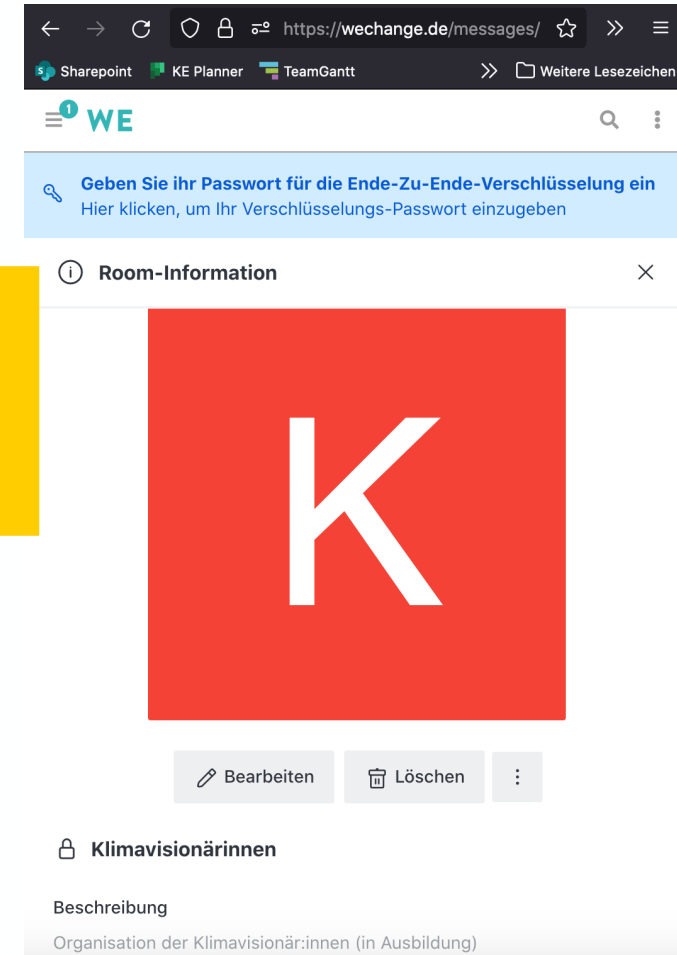 https://wechange.de/messages/
Sharepoint KE Planner TeamGantt Weitere Lesezeichen
1 WE
Geben Sie ihr Passwort für die Ende-Zu-Ende-Verschlüsselung ein
Hier klicken, um Ihr Verschlüsselungs-Passwort einzugeben
Room-Information
K
Bearbeiten Löschen
Klimavisionärinnen
Beschreibung
Organisation der Klimavisionär:innen (in Ausbildung)